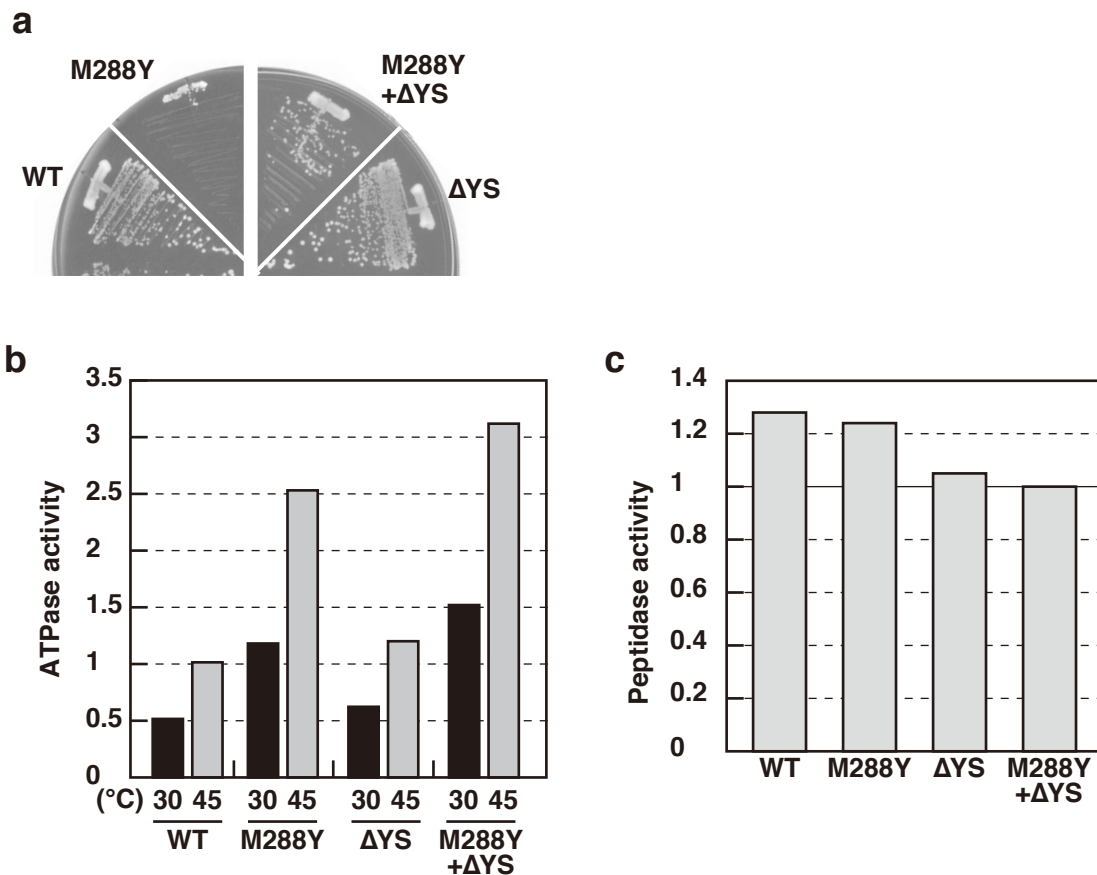 a
M288Y
M288Y
+ΔYS
WT
ΔYS
b
3.5
3
2.5
2
1.5
1
0.5
0
ATPase activity
(°C) 30 45 30 45 30 45 30 45
WT M288Y ΔYS M288Y
+ΔYS
c
1.4
1.2
1
0.8
0.6
0.4
0.2
0
Peptidase activity
WT M288Y ΔYS M288Y
+ΔYS